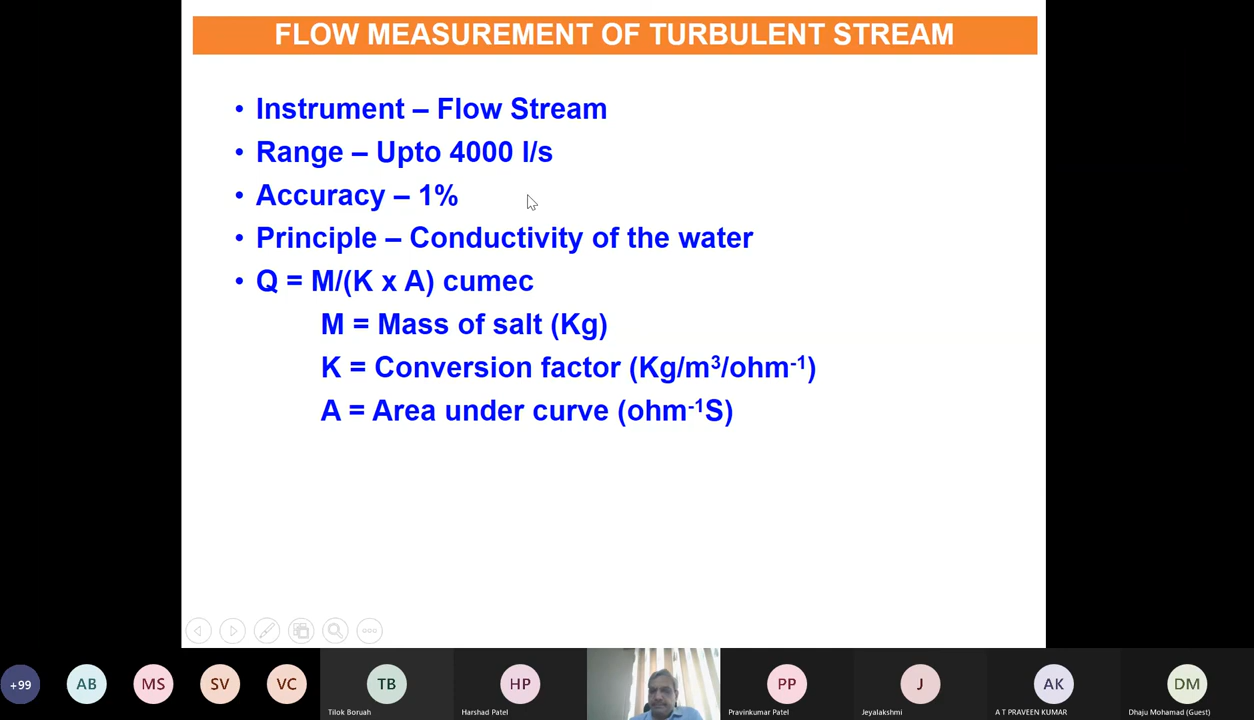 FLOW MEASUREMENT OF TURBULENT STREAM
• Instrument – Flow Stream
• Range – Upto 4000 l/s
• Accuracy – 1%
• Principle – Conductivity of the water
• Q = M/(K x A) cumec
M = Mass of salt (Kg)
K = Conversion factor (Kg/m³/ohm⁻¹)
A = Area under curve (ohm⁻¹S)
+99
AB
MS
SV
VC
TB
HP
PP
J
AK
DM
Tilok Boruah
Harshad Patel
Pravinkumar Patel
Jeyalakshmi
A T PRAVEEN KUMAR
Dhaju Mohamad (Guest)